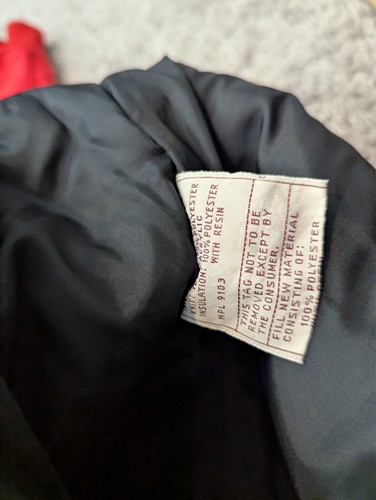 POLYESTER
INSULATION: 100% POLYESTER
WITH RESIN
MPL 9103
THIS TAG NOT TO BE
REMOVED EXCEPT BY
THE CONSUMER.
FILL NEW MATERIAL
CONSISTING OF:
100% POLYESTER